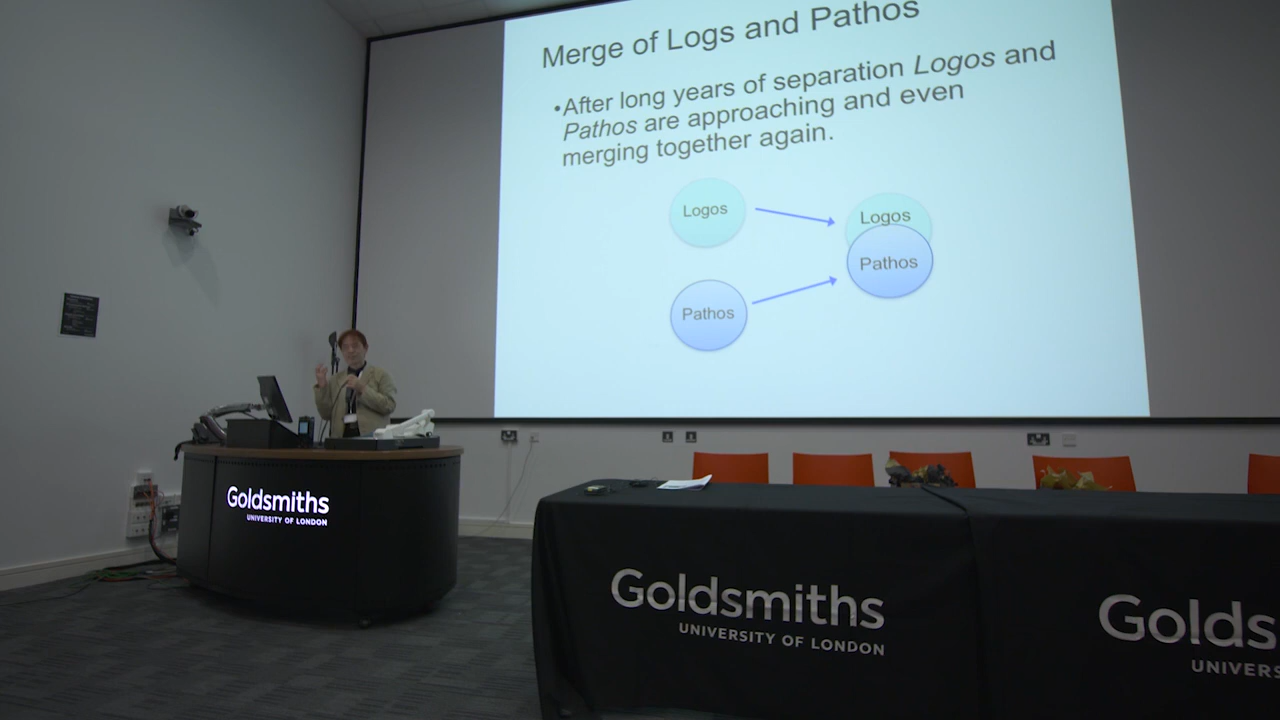 Merge of Logs and Pathos
•After long years of separation Logos and
Pathos are approaching and even
merging together again.
Logos
Logos
Pathos
Pathos
Goldsmiths
UNIVERSITY OF LONDON
Goldsmiths
UNIVERSITY OF LONDON
Golds
UNIVERS